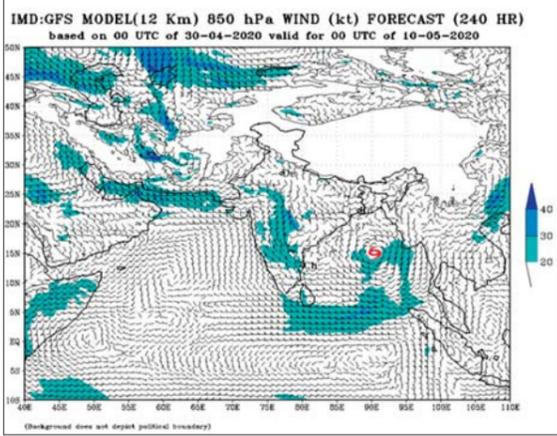 IMD:GFS MODEL(12 Km) 850 hPa WIND (kt) FORECAST (240 HR)
based on 00 UTC of 30-04-2020 valid for 00 UTC of 10-05-2020
50N
45N
40N
35N
30N
25N
20N
15N
10N
5N
EQ
5S
10S
40E 45E 50E 55E 60E 65E 70E 75E 80E 85E 90E 95E 100E 105E 110E
40
30
20
(Background does not depict political boundary)